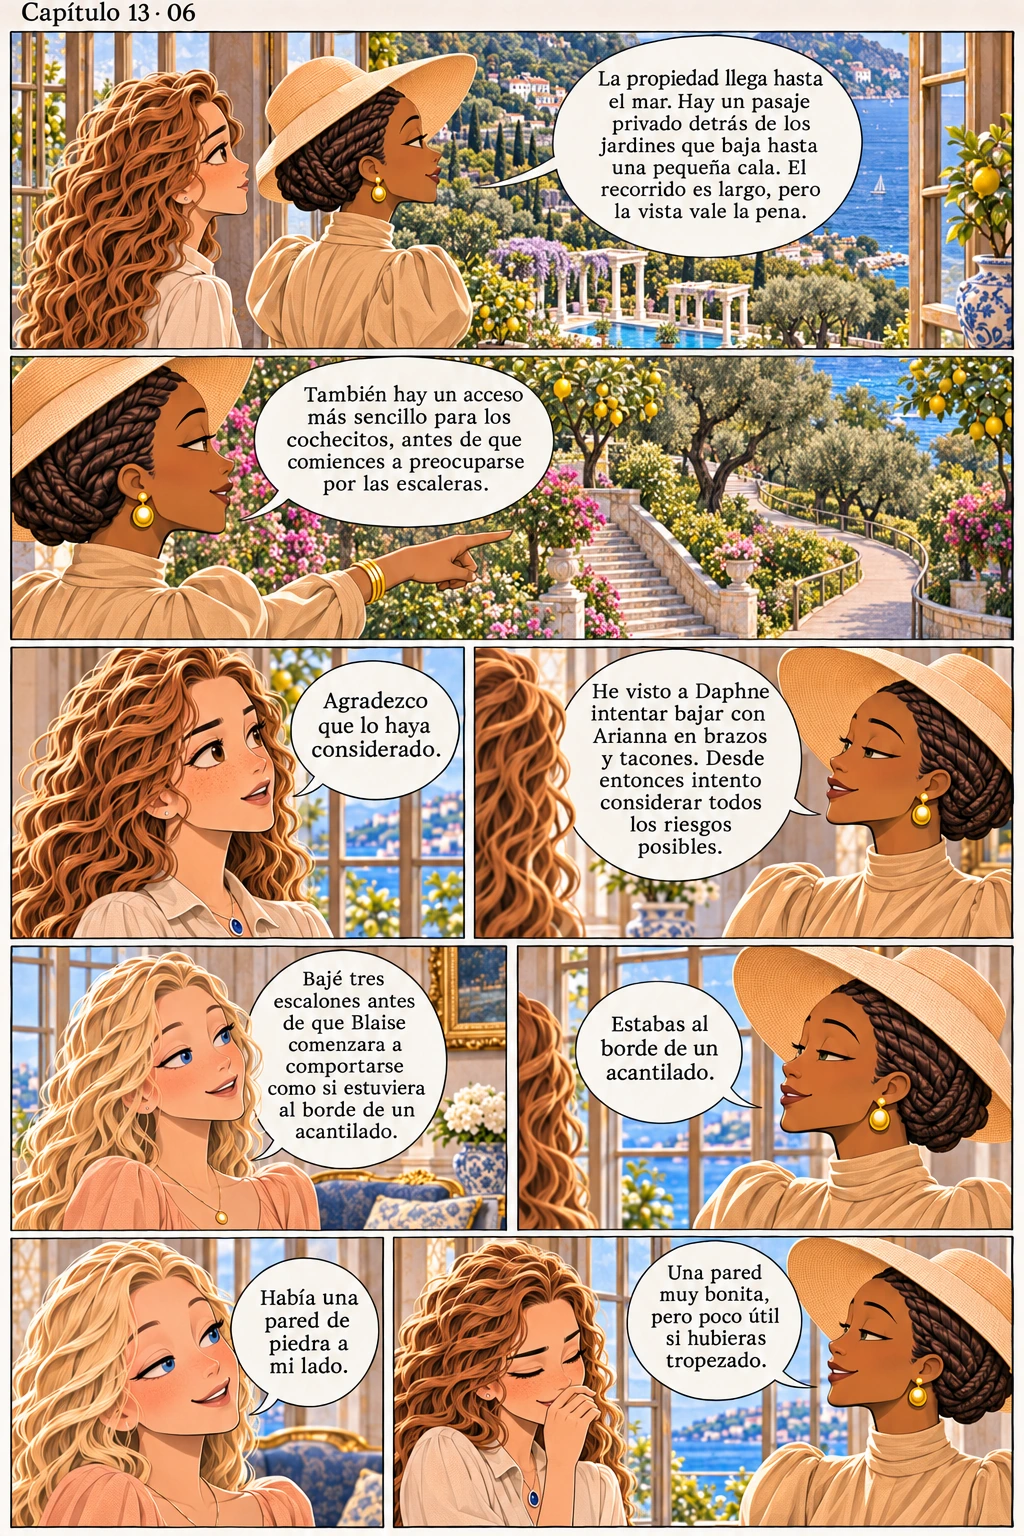 Capítulo 13 · 06
La propiedad llega hasta
el mar. Hay un pasaje
privado detrás de los
jardines que baja hasta
una pequeña cala. El
recorrido es largo, pero
la vista vale la pena.
También hay un acceso
más sencillo para los
cochecitos, antes de que
comiences a preocuparse
por las escaleras.
Agradezco
que lo haya
considerado.
He visto a Daphne
intentar bajar con
Arianna en brazos
y tacones. Desde
entonces intento
considerar todos
los riesgos
posibles.
Bajé tres
escalones antes
de que Blaise
comenzara a
comportarse
como si estuviera
al borde de un
acantilado.
Estabas al
borde de un
acantilado.
Había una
pared de
piedra a
mi lado.
Una pared
muy bonita,
pero poco útil
si hubieras
tropezado.